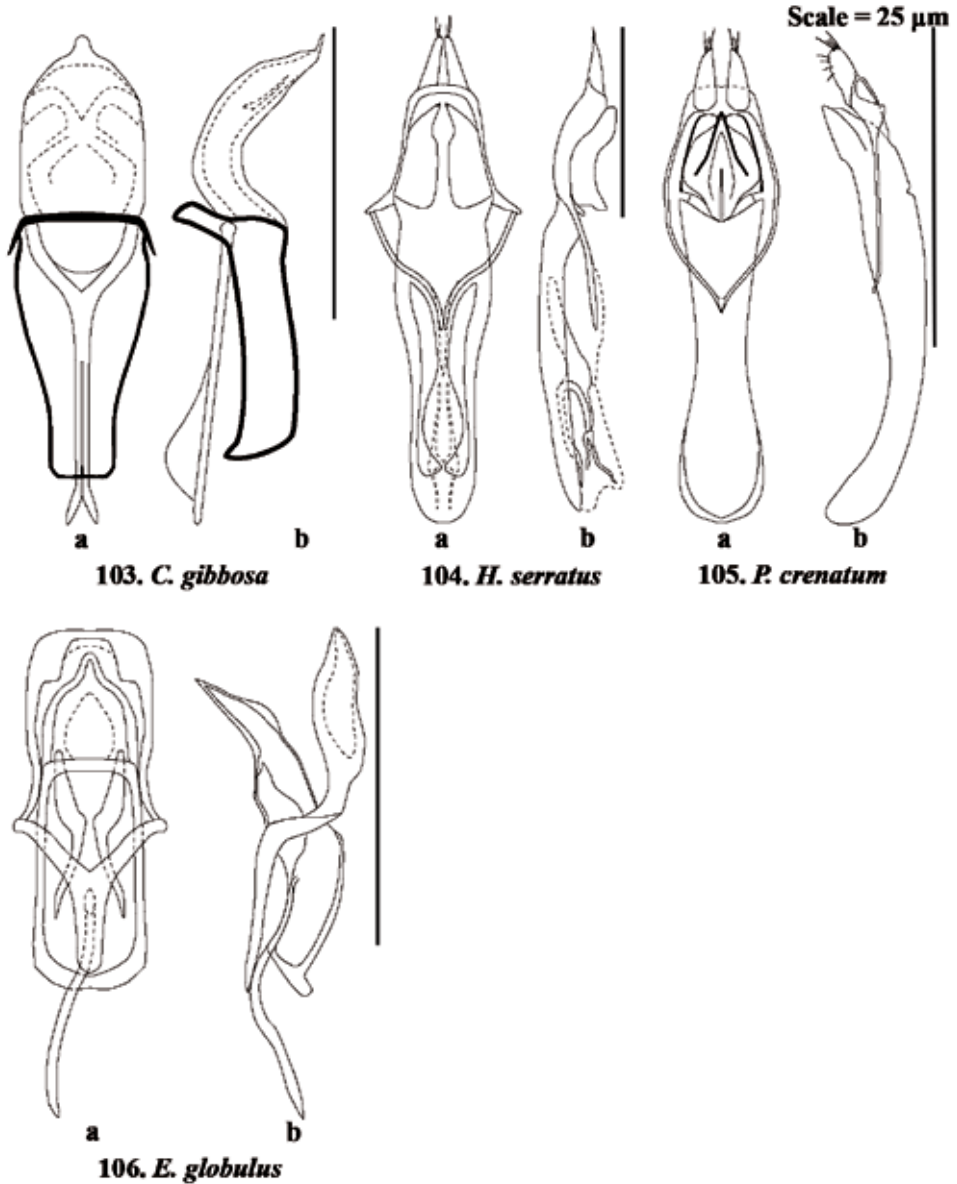 Scale = 25 µm
a b a b a b
103. C. gibbosa 104. H. serratus 105. P. crenatum
a b
106. E. globulus